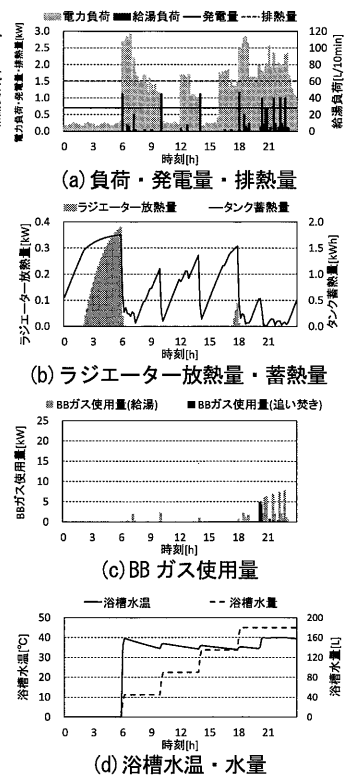 電力負荷 給湯負荷 発電量 排熱量
電力負荷・発電量・排熱量[kW]
3.0
2.5
2.0
1.5
1.0
0.5
0.0
120
100
80
60
40
20
0
給湯負荷[L/10min]
0 3 6 9 12 15 18 21
時刻[h]
(a)負荷・発電量・排熱量
ラジエーター放熱量 タンク蓄熱量
ラジエーター放熱量[kW]
0.4
0.3
0.2
0.1
0.0
2.0
1.5
1.0
0.5
0.0
タンク蓄熱量[kWh]
0 3 6 9 12 15 18 21
時刻[h]
(b)ラジエーター放熱量・蓄熱量
BBガス使用量(給湯) BBガス使用量(追い焚き)
BBガス使用量[kW]
25
20
15
10
5
0
0 3 6 9 12 15 18 21
時刻[h]
(c)BB ガス使用量
浴槽水温 浴槽水量
浴槽水温[℃]
50
40
30
20
10
0
200
160
120
80
40
0
浴槽水量[L]
0 3 6 9 12 15 18 21
時刻[h]
(d)浴槽水温・水量